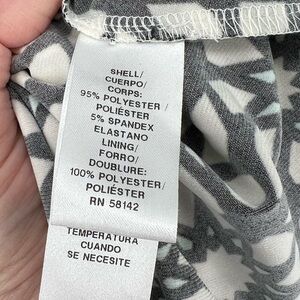 SHELL/
CUERPO/
CORPS:
95% POLYESTER /
POLIÉSTER
5% SPANDEX
ELASTANO
LINING/
FORRO/
DOUBLURE:
100% POLYESTER/
POLIÉSTER
RN 58142
TEMPERATURA
CUANDO
SE NECESITE